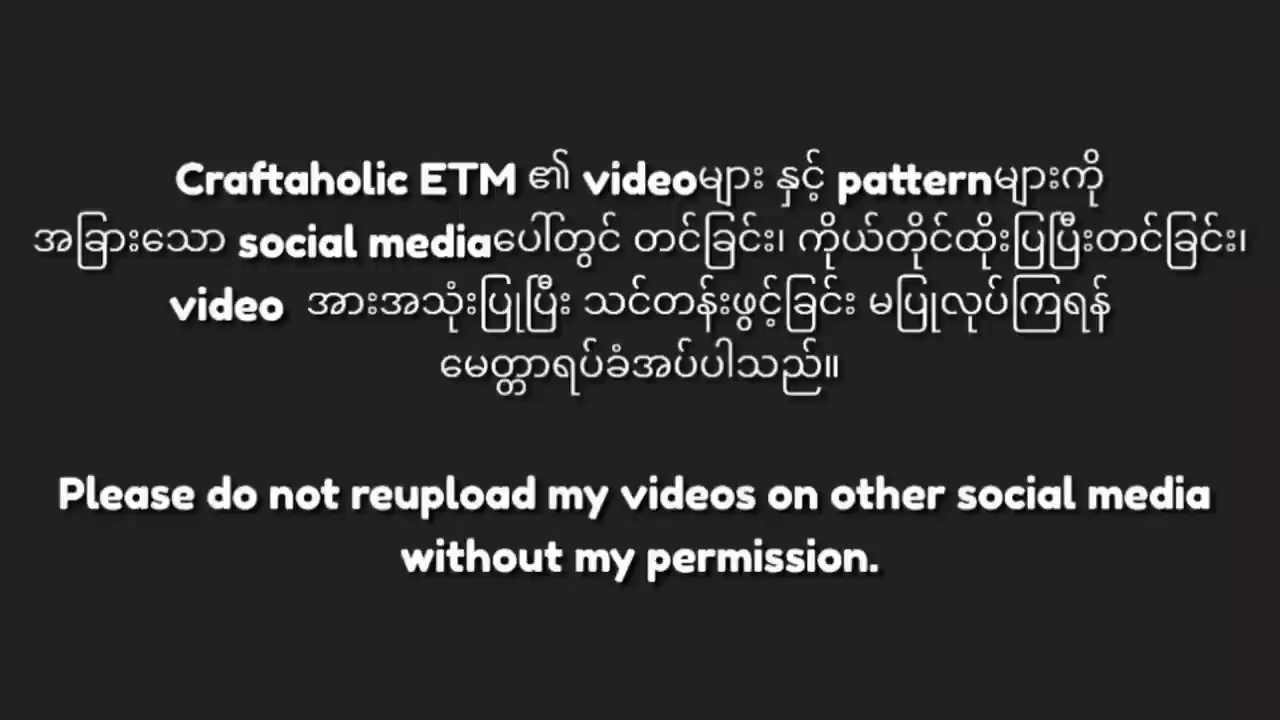 Craftaholic ETM ၏ videoများ နှင့် patternများကို
အခြားသော social mediaပေါ်တွင် တင်ခြင်း၊ ကိုယ်တိုင်ထိုးပြပြီးတင်ခြင်း၊
video အားအသုံးပြုပြီး သင်တန်းဖွင့်ခြင်း မပြုလုပ်ကြရန်
မေတ္တာရပ်ခံအပ်ပါသည်။
Please do not reupload my videos on other social media
without my permission.